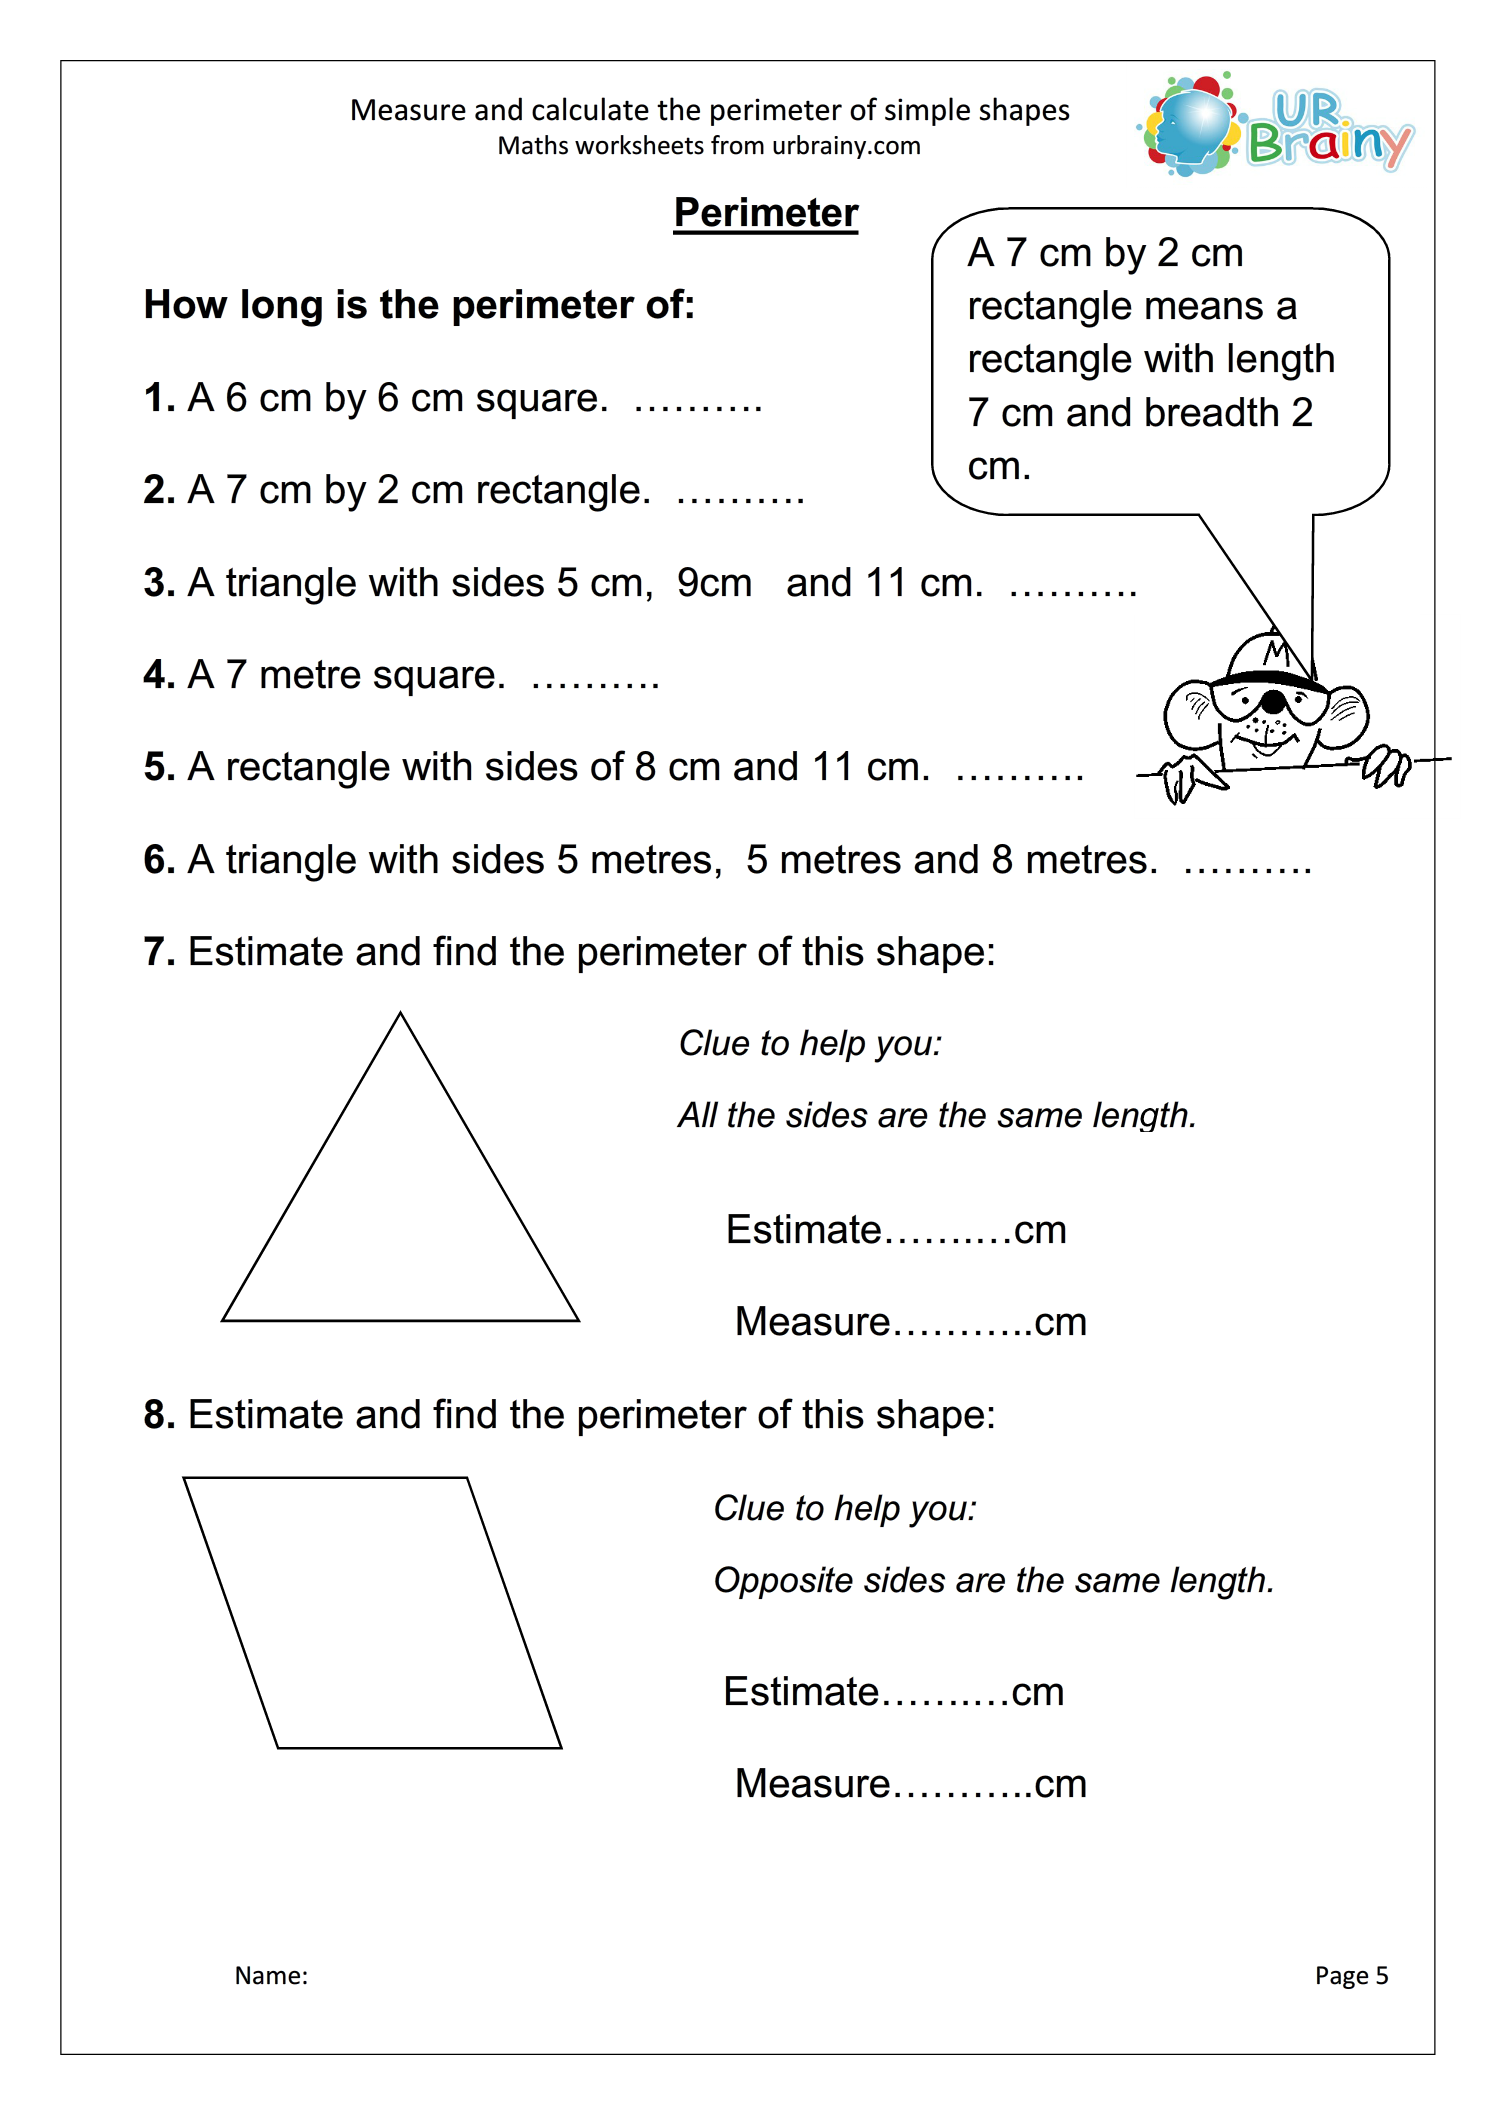 Measure and calculate the perimeter of simple shapes
Maths worksheets from urbrainy.com
UR
Brainy
Perimeter
A 7 cm by 2 cm
rectangle means a
rectangle with length
7 cm and breadth 2
cm.
How long is the perimeter of:
1. A 6 cm by 6 cm square. ……….
2. A 7 cm by 2 cm rectangle. ……….
3. A triangle with sides 5 cm, 9cm and 11 cm. ……….
M
4. A 7 metre square. ……….
5. A rectangle with sides of 8 cm and 11 cm. ……….
6. A triangle with sides 5 metres, 5 metres and 8 metres. ……….
7. Estimate and find the perimeter of this shape:
Clue to help you:
All the sides are the same length.
Estimate……….cm
Measure………..cm
8. Estimate and find the perimeter of this shape:
Clue to help you:
Opposite sides are the same length.
Estimate……….cm
Measure………..cm
Name:
Page 5